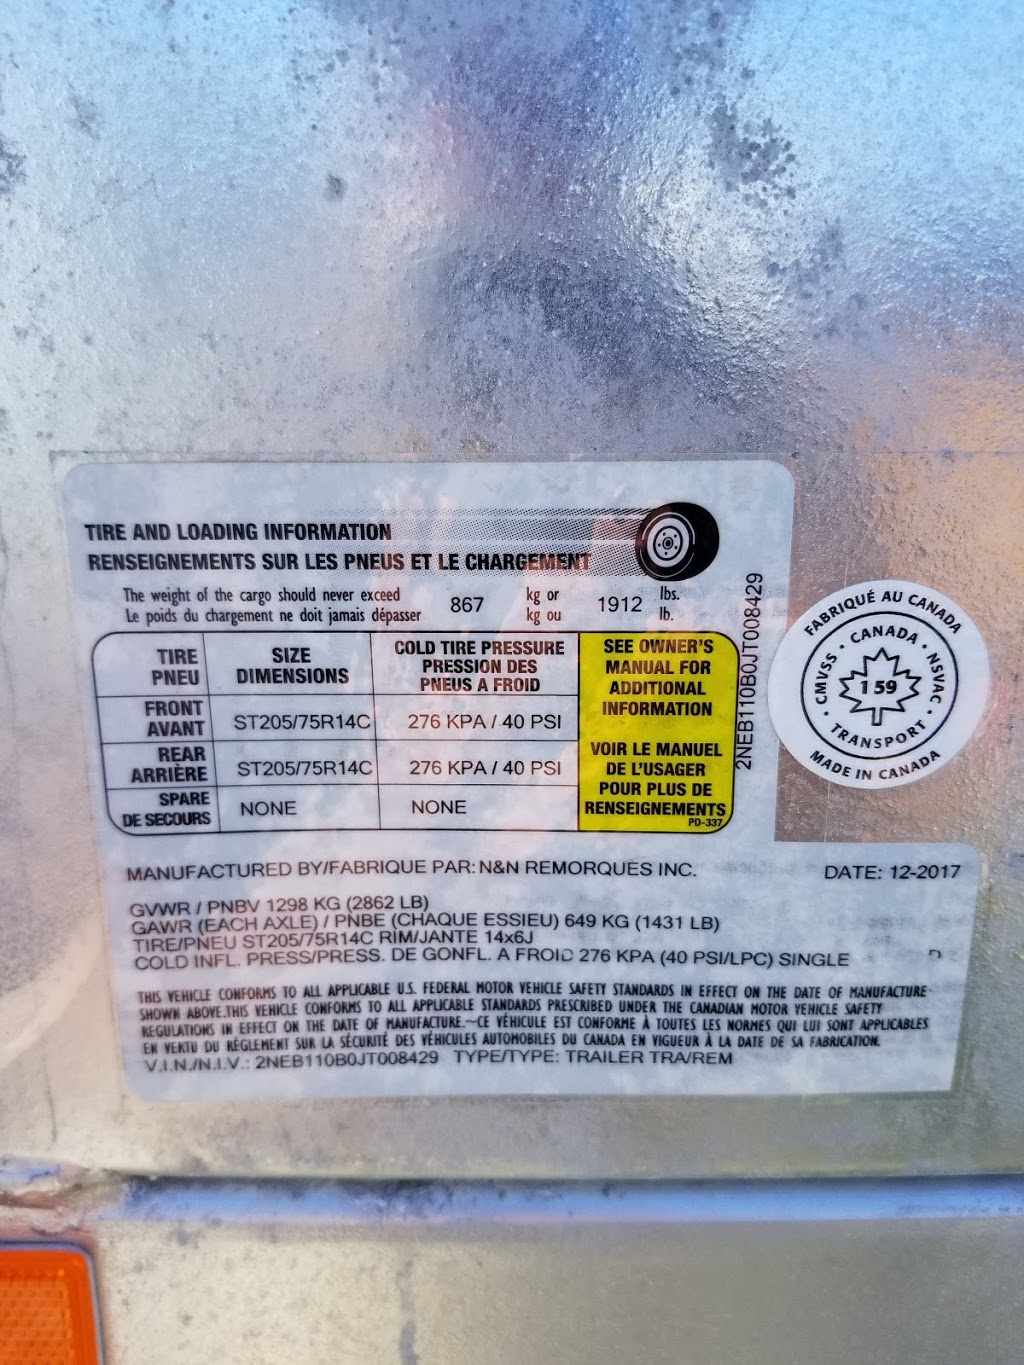 TIRE AND LOADING INFORMATION
RENSEIGNEMENTS SUR LES PNEUS ET LE CHARGEMENT
The weight of the cargo should never exceed 867 kg or 1912 lbs.
Le poids du chargement ne doit jamais dépasser kg ou lb.
TIRE PNEU
SIZE DIMENSIONS
COLD TIRE PRESSURE
PRESSION DES
PNEUS A FROID
FRONT AVANT ST205/75R14C 276 KPA / 40 PSI
REAR ARRIÈRE ST205/75R14C 276 KPA / 40 PSI
SPARE DE SECOURS NONE NONE
SEE OWNER'S
MANUAL FOR
ADDITIONAL
INFORMATION
VOIR LE MANUEL
DE L'USAGER
POUR PLUS DE
RENSEIGNEMENTS
PD-337
2NEB110B0JT008429
FABRIQUÉ AU CANADA
CANADA
CMVSS
NSVAC
159
TRANSPORT
MADE IN CANADA
MANUFACTURED BY/FABRIQUE PAR: N&N REMORQUES INC. DATE: 12-2017
GVWR / PNBV 1298 KG (2862 LB)
GAWR (EACH AXLE) / PNBE (CHAQUE ESSIEU) 649 KG (1431 LB)
TIRE/PNEU ST205/75R14C RIM/JANTE 14x6J
COLD INFL. PRESS/PRESS. DE GONFL. A FROID 276 KPA (40 PSI/LPC) SINGLE
THIS VEHICLE CONFORMS TO ALL APPLICABLE U.S. FEDERAL MOTOR VEHICLE SAFETY STANDARDS IN EFFECT ON THE DATE OF MANUFACTURE
SHOWN ABOVE.THIS VEHICLE CONFORMS TO ALL APPLICABLE STANDARDS PRESCRIBED UNDER THE CANADIAN MOTOR VEHICLE SAFETY
REGULATIONS IN EFFECT ON THE DATE OF MANUFACTURE.~CE VÉHICULE EST CONFORME À TOUTES LES NORMES QUI LUI SONT APPLICABLES
EN VERTU DU RÈGLEMENT SUR LA SÉCURITÉ DES VÉHICULES AUTOMOBILES DU CANADA EN VIGUEUR À LA DATE DE SA FABRICATION.
V.I.N./N.I.V.: 2NEB110B0JT008429 TYPE/TYPE: TRAILER TRA/REM